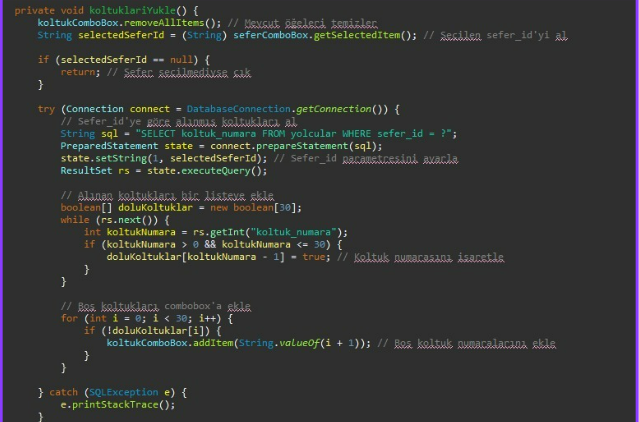 private void koltuklariYukle() {
koltukComboBox.removeAllItems(); // Mevcut öğeleri temizler
String selectedSeferId = (String) seferComboBox.getSelectedItem(); // Seçilen sefer_id'yi al
if (selectedSeferId == null) {
return; // Sefer seçilmediyse çık
}
try (Connection connect = DatabaseConnection.getConnection()) {
// Sefer_id'ye göre alınmış koltukları al
String sql = "SELECT koltuk_numara FROM yolcular WHERE sefer_id = ?";
PreparedStatement state = connect.prepareStatement(sql);
state.setString(1, selectedSeferId); // Sefer_id parametresini ayarla
ResultSet rs = state.executeQuery();
// Alınan koltukları bir listeye ekle
boolean[] doluKoltuklar = new boolean[30];
while (rs.next()) {
int koltukNumara = rs.getInt("koltuk_numara");
if (koltukNumara > 0 && koltukNumara <= 30) {
doluKoltuklar[koltukNumara - 1] = true; // Koltuk numarasını işaretle
}
}
// Boş koltukları combobox'a ekle
for (int i = 0; i < 30; i++) {
if (!doluKoltuklar[i]) {
koltukComboBox.addItem(String.valueOf(i + 1)); // Boş koltuk numaralarını ekle
}
}
} catch (SQLException e) {
e.printStackTrace();
}